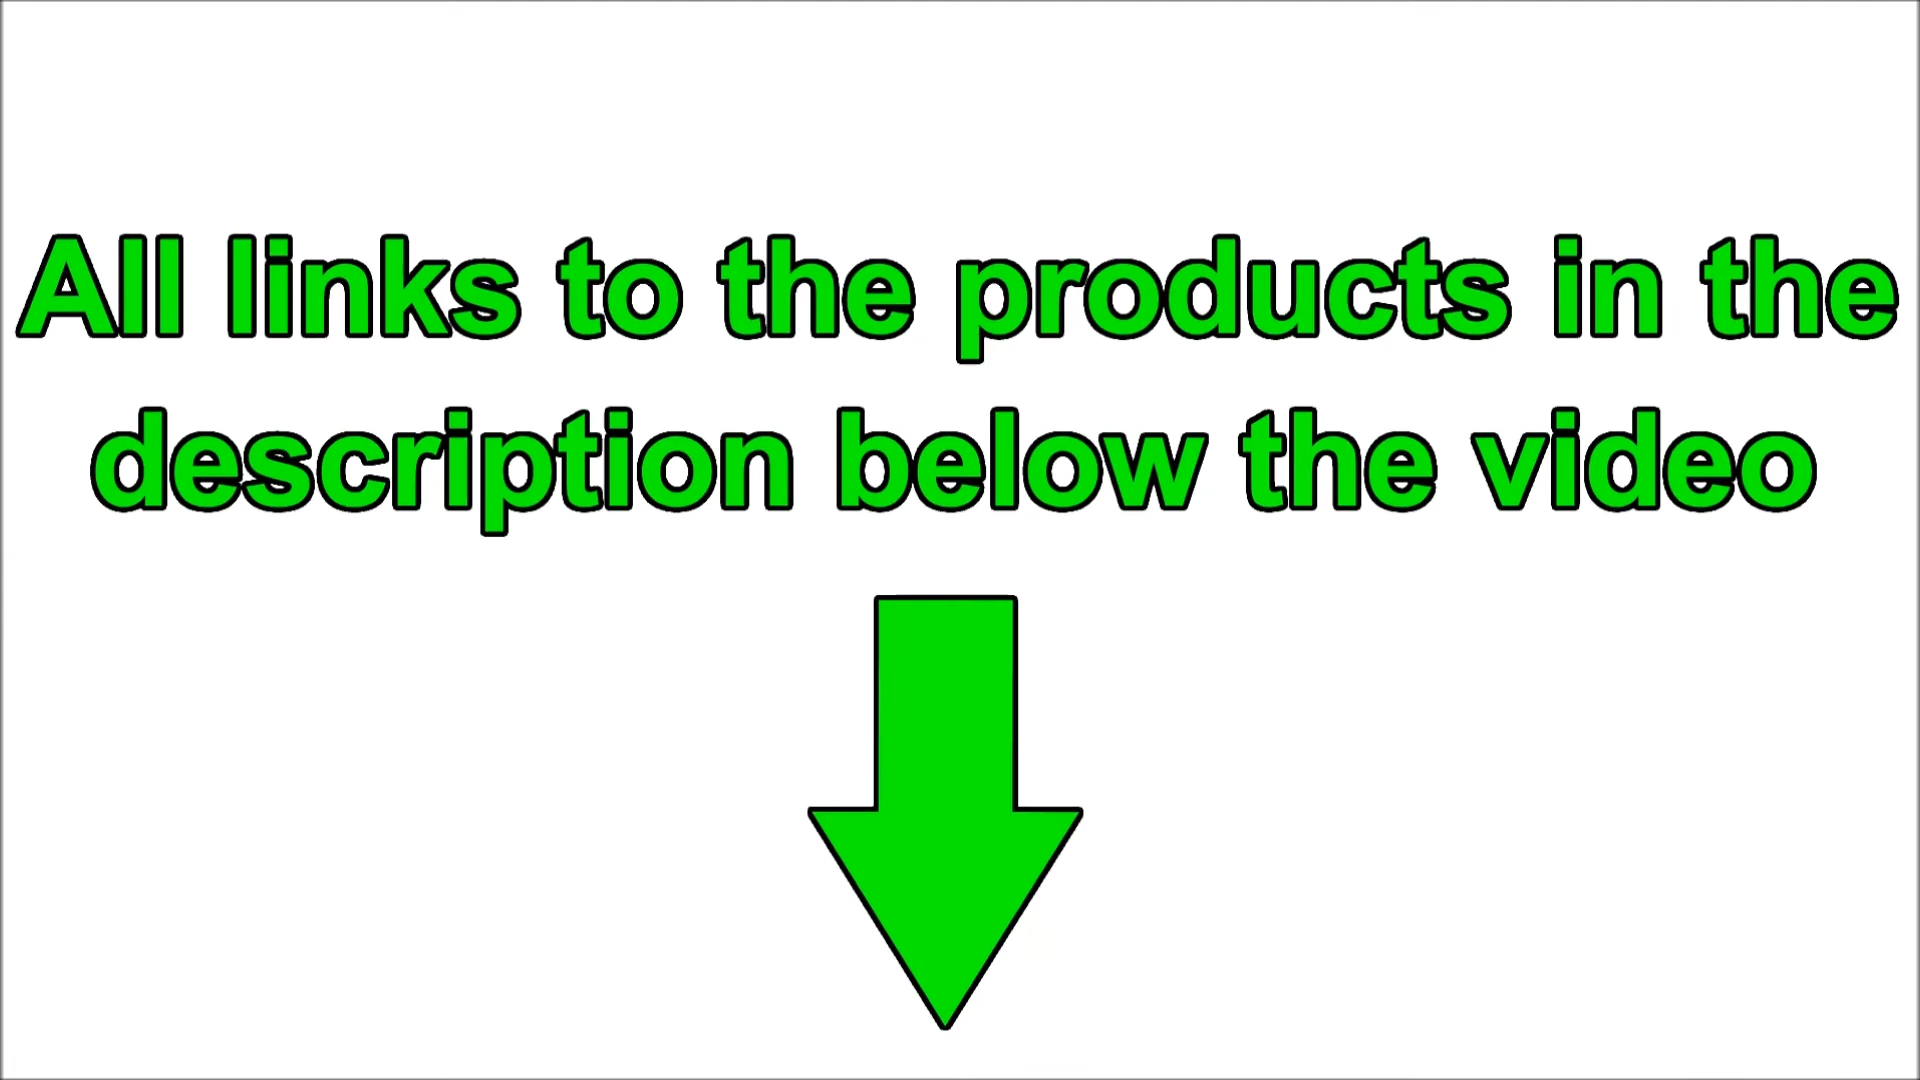 All links to the products in the
description below the video